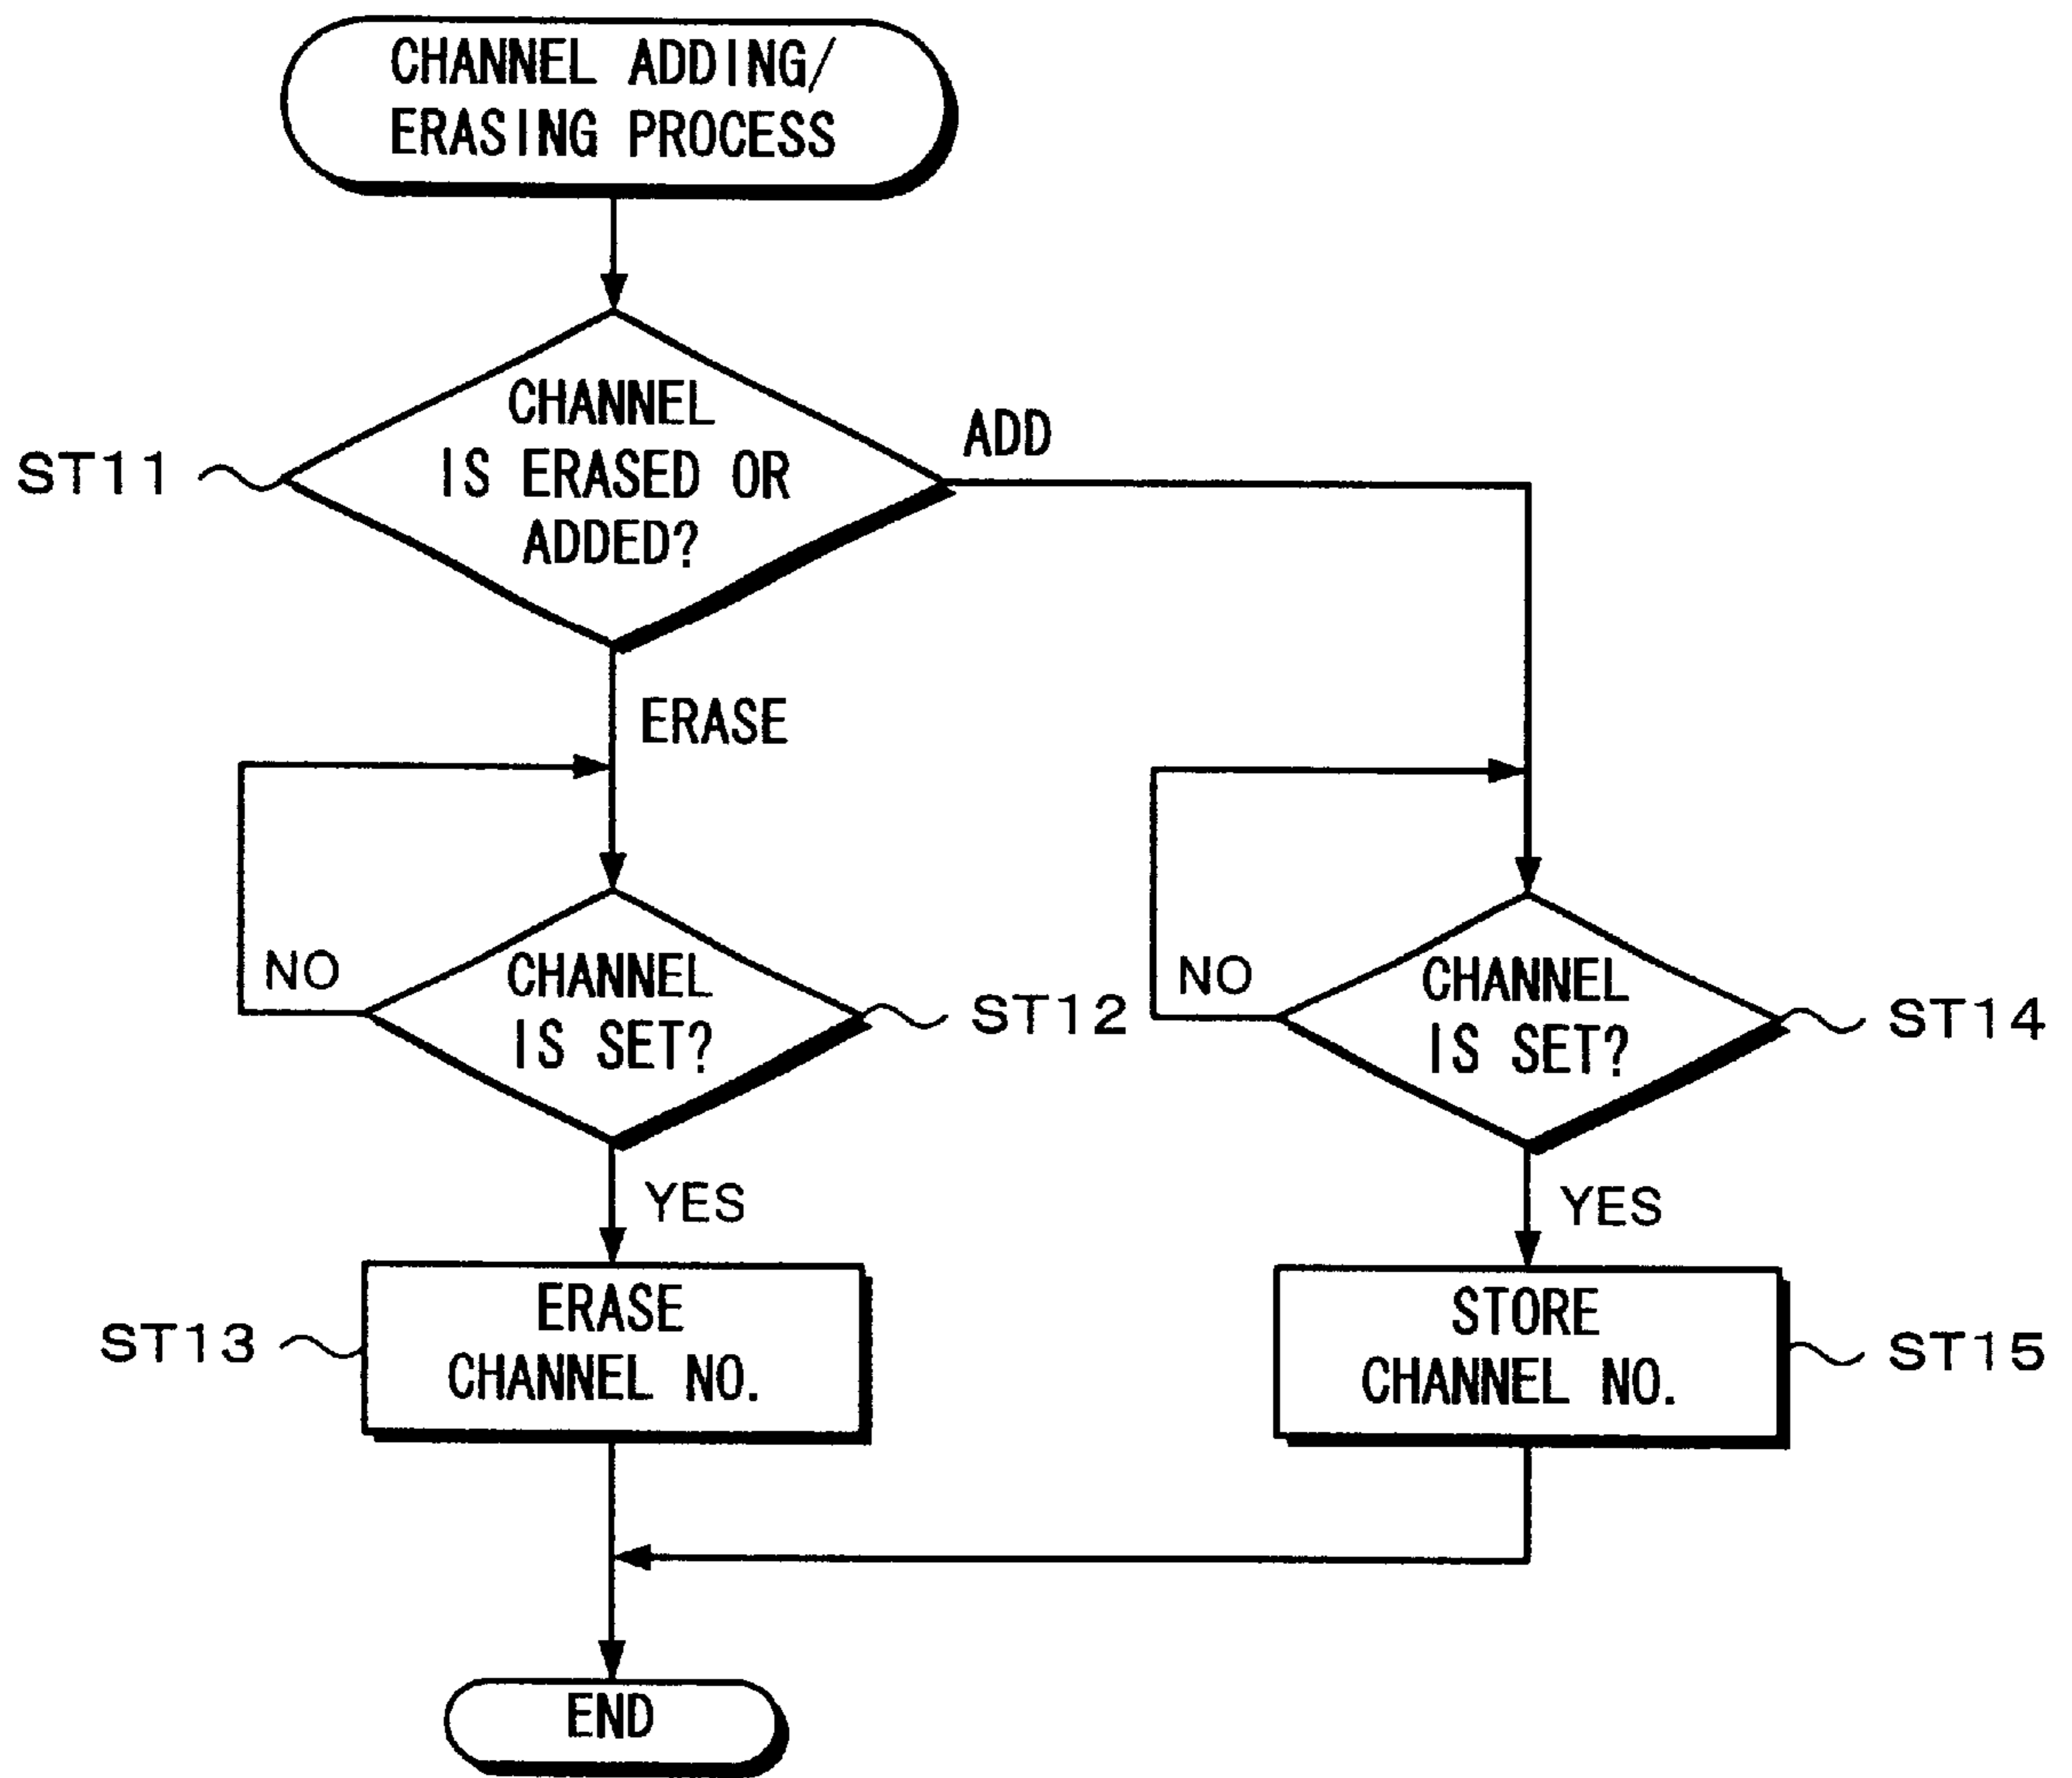 CHANNEL ADDING/
ERASING PROCESS
CHANNEL
IS ERASED OR
ADDED?
ADD
ST11
ERASE
NO
CHANNEL
IS SET?
ST12
NO
CHANNEL
IS SET?
ST14
YES
YES
ERASE
CHANNEL NO.
ST13
STORE
CHANNEL NO.
ST15
END